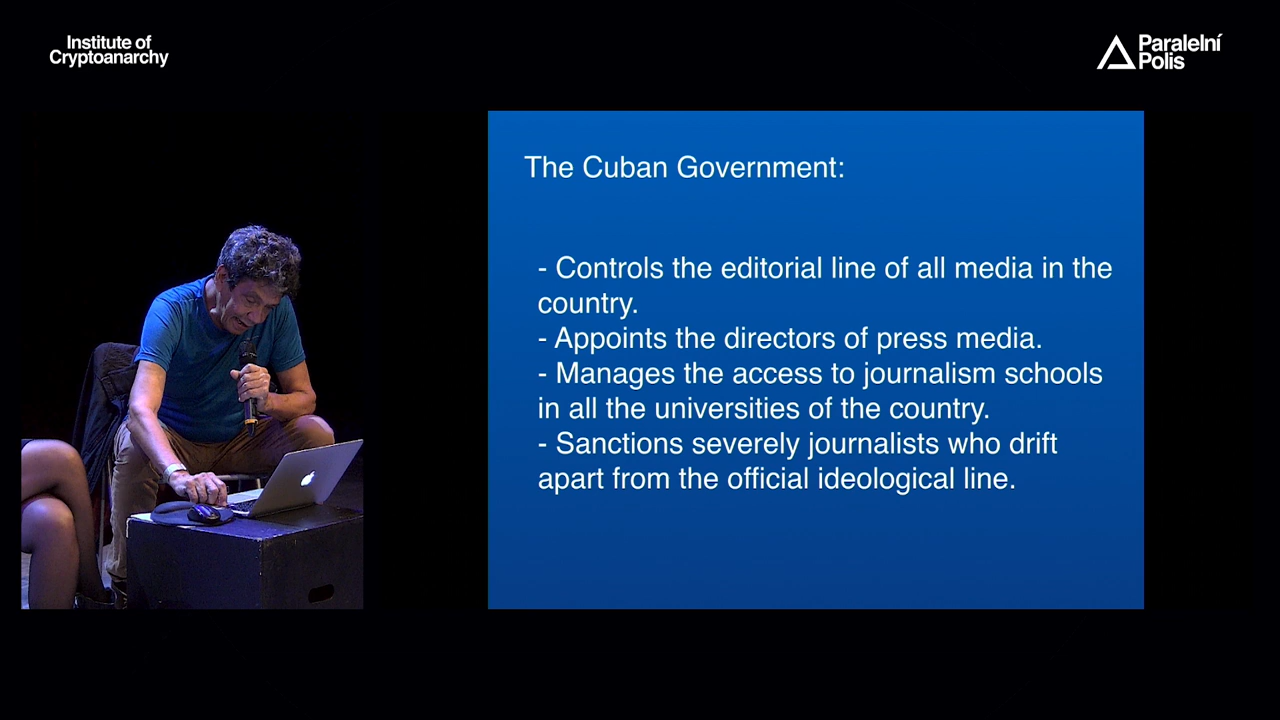 Institute of
Cryptoanarchy
Paralelní
Polis
The Cuban Government:
- Controls the editorial line of all media in the
country.
- Appoints the directors of press media.
- Manages the access to journalism schools
in all the universities of the country.
- Sanctions severely journalists who drift
apart from the official ideological line.